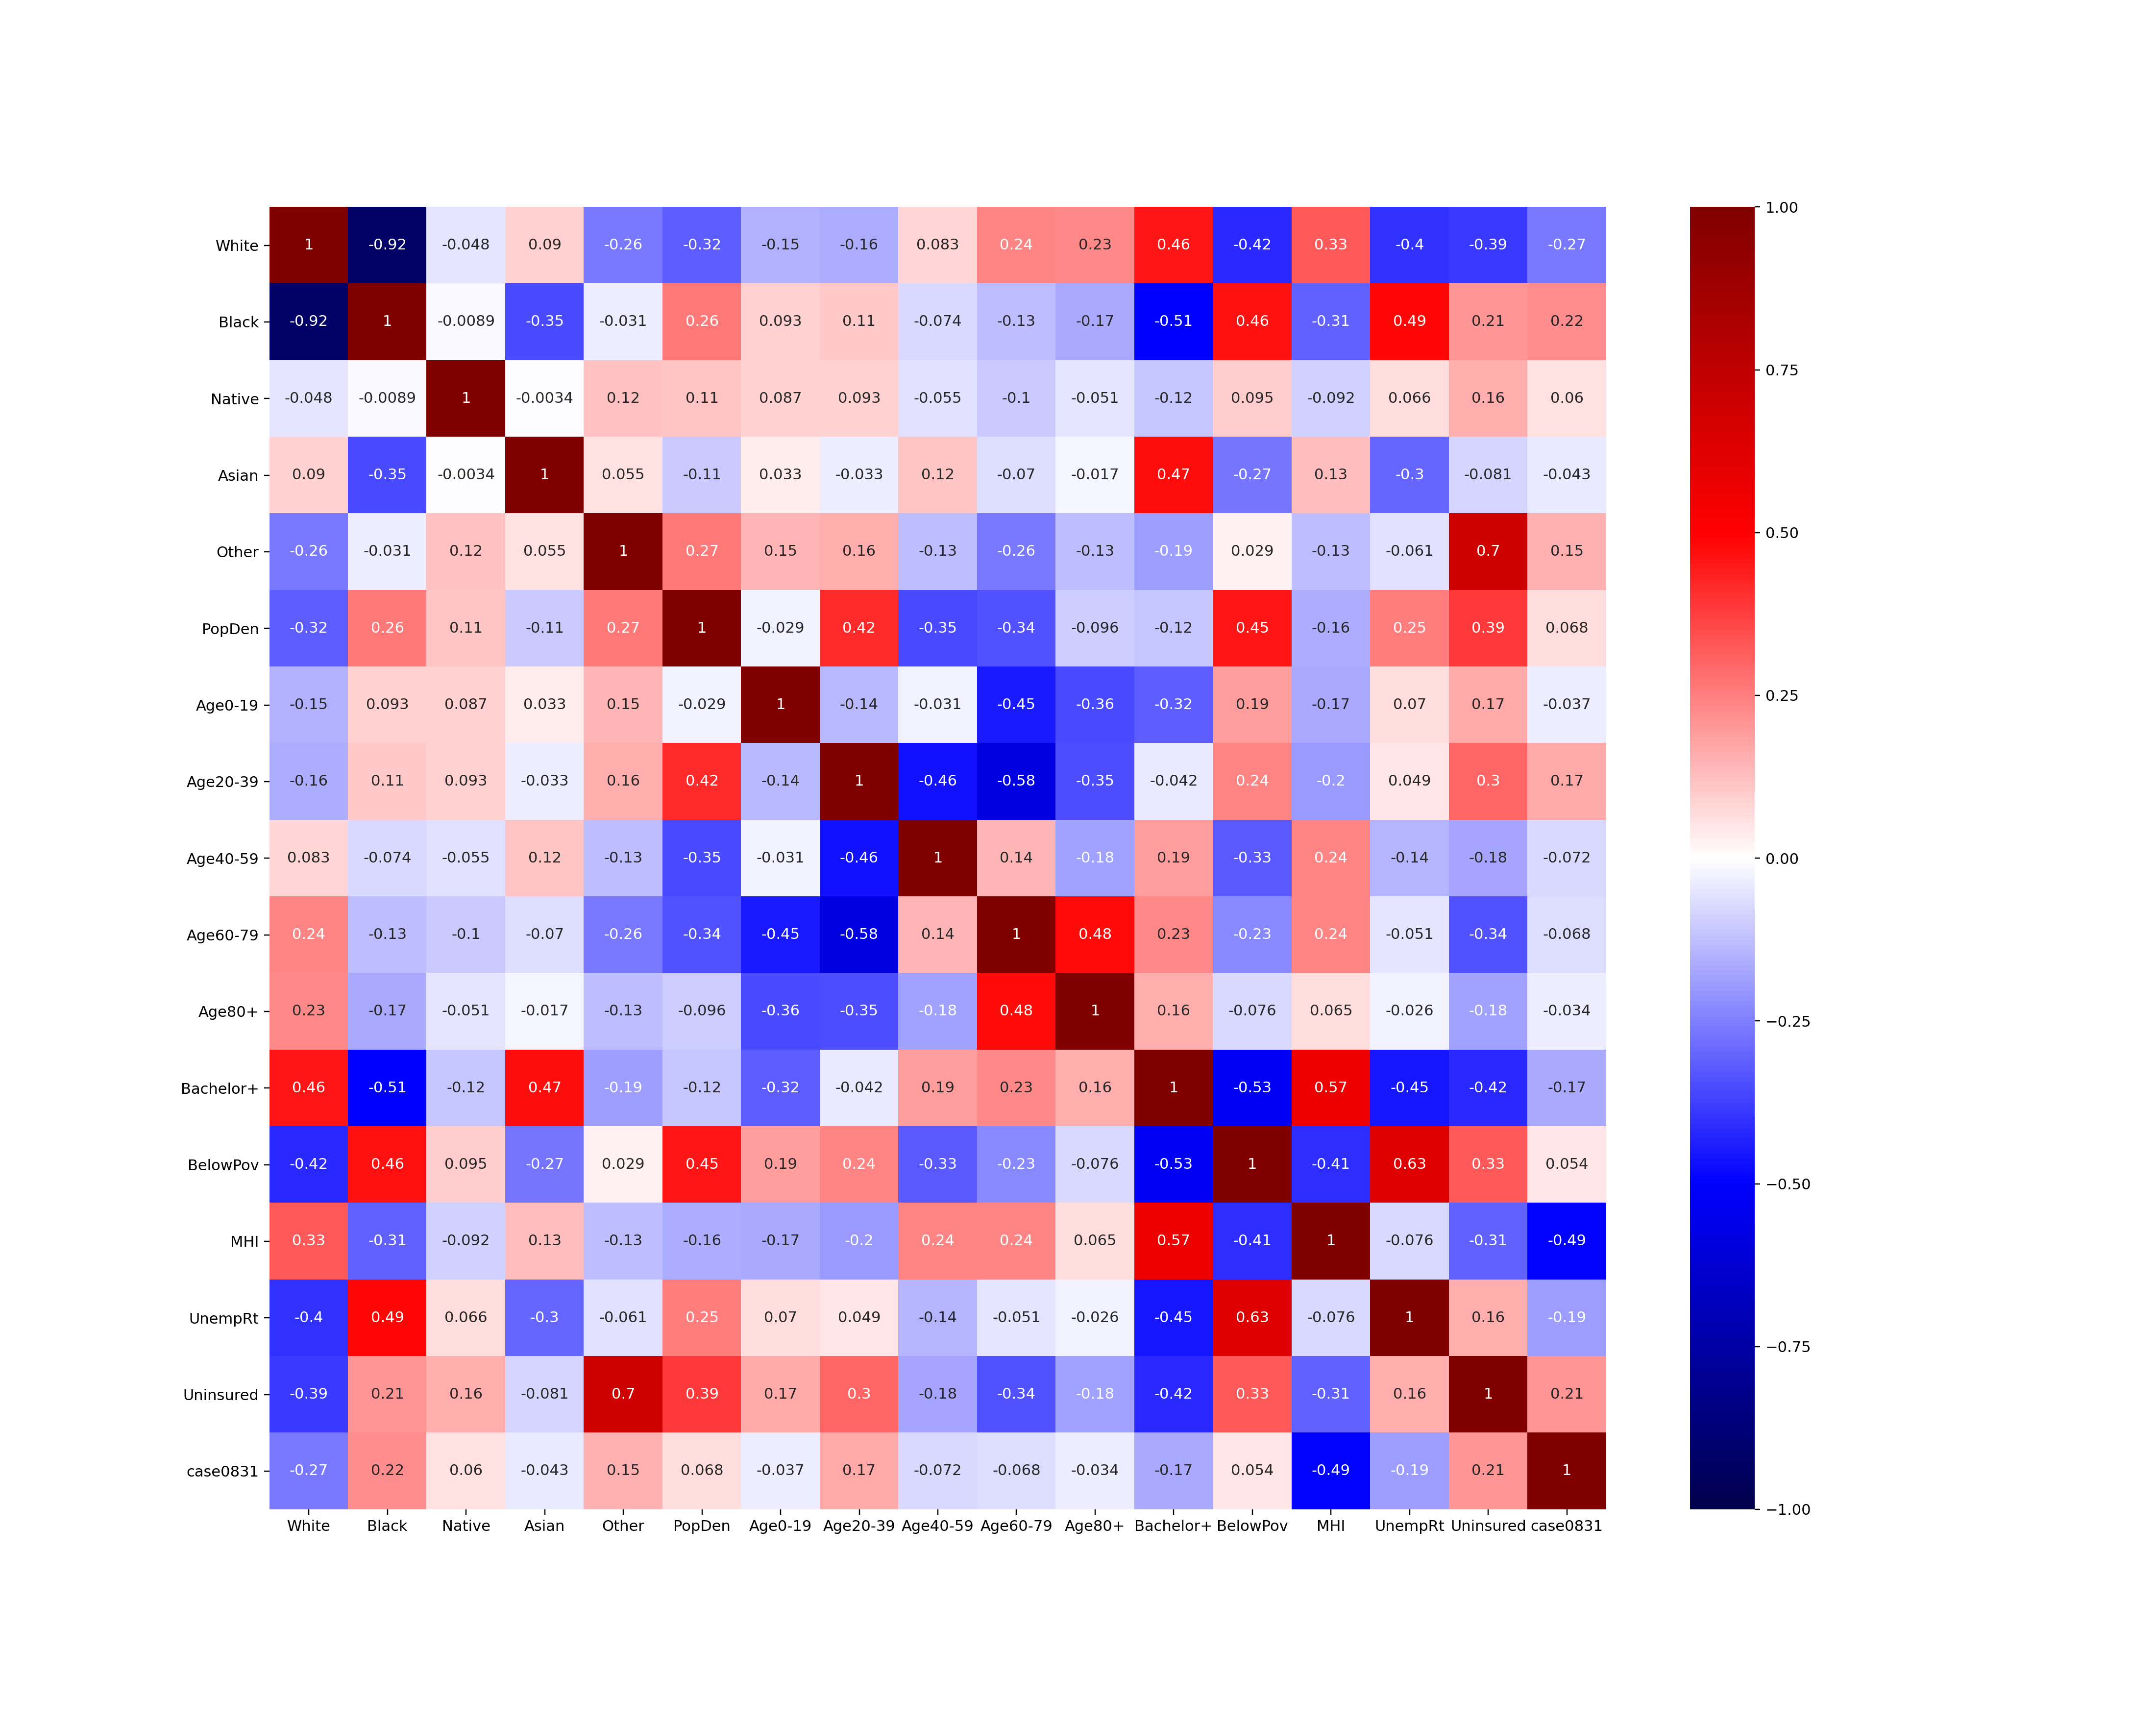 White 1 -0.92 -0.048 0.09 -0.26 -0.32 -0.15 -0.16 0.083 0.24 0.23 0.46 -0.42 0.33 -0.4 -0.39 -0.27
Black -0.92 1 -0.0089 -0.35 -0.031 0.26 0.093 0.11 -0.074 -0.13 -0.17 -0.51 0.46 -0.31 0.49 0.21 0.22
Native -0.048 -0.0089 1 -0.0034 0.12 0.11 0.087 0.093 -0.055 -0.1 -0.051 -0.12 0.095 -0.092 0.066 0.16 0.06
Asian 0.09 -0.35 -0.0034 1 0.055 -0.11 0.033 -0.033 0.12 -0.07 -0.017 0.47 -0.27 0.13 -0.3 -0.081 -0.043
Other -0.26 -0.031 0.12 0.055 1 0.27 0.15 0.16 -0.13 -0.26 -0.13 -0.19 0.029 -0.13 -0.061 0.7 0.15
PopDen -0.32 0.26 0.11 -0.11 0.27 1 -0.029 0.42 -0.35 -0.34 -0.096 -0.12 0.45 -0.16 0.25 0.39 0.068
Age0-19 -0.15 0.093 0.087 0.033 0.15 -0.029 1 -0.14 -0.031 -0.45 -0.36 -0.32 0.19 -0.17 0.07 0.17 -0.037
Age20-39 -0.16 0.11 0.093 -0.033 0.16 0.42 -0.14 1 -0.46 -0.58 -0.35 -0.042 0.24 -0.2 0.049 0.3 0.17
Age40-59 0.083 -0.074 -0.055 0.12 -0.13 -0.35 -0.031 -0.46 1 0.14 -0.18 0.19 -0.33 0.24 -0.14 -0.18 -0.072
Age60-79 0.24 -0.13 -0.1 -0.07 -0.26 -0.34 -0.45 -0.58 0.14 1 0.48 0.23 -0.23 0.24 -0.051 -0.34 -0.068
Age80+ 0.23 -0.17 -0.051 -0.017 -0.13 -0.096 -0.36 -0.35 -0.18 0.48 1 0.16 -0.076 0.065 -0.026 -0.18 -0.034
Bachelor+ 0.46 -0.51 -0.12 0.47 -0.19 -0.12 -0.32 -0.042 0.19 0.23 0.16 1 -0.53 0.57 -0.45 -0.42 -0.17
BelowPov -0.42 0.46 0.095 -0.27 0.029 0.45 0.19 0.24 -0.33 -0.23 -0.076 -0.53 1 -0.41 0.63 0.33 0.054
MHI 0.33 -0.31 -0.092 0.13 -0.13 -0.16 -0.17 -0.2 0.24 0.24 0.065 0.57 -0.41 1 -0.076 -0.31 -0.49
UnempRt -0.4 0.49 0.066 -0.3 -0.061 0.25 0.07 0.049 -0.14 -0.051 -0.026 -0.45 0.63 -0.076 1 0.16 -0.19
Uninsured -0.39 0.21 0.16 -0.081 0.7 0.39 0.17 0.3 -0.18 -0.34 -0.18 -0.42 0.33 -0.31 0.16 1 0.21
case0831 -0.27 0.22 0.06 -0.043 0.15 0.068 -0.037 0.17 -0.072 -0.068 -0.034 -0.17 0.054 -0.49 -0.19 0.21 1
White Black Native Asian Other PopDen Age0-19 Age20-39 Age40-59 Age60-79 Age80+ Bachelor+ BelowPov MHI UnempRt Uninsured case0831
1.00
0.75
0.50
0.25
0.00
−0.25
−0.50
−0.75
−1.00